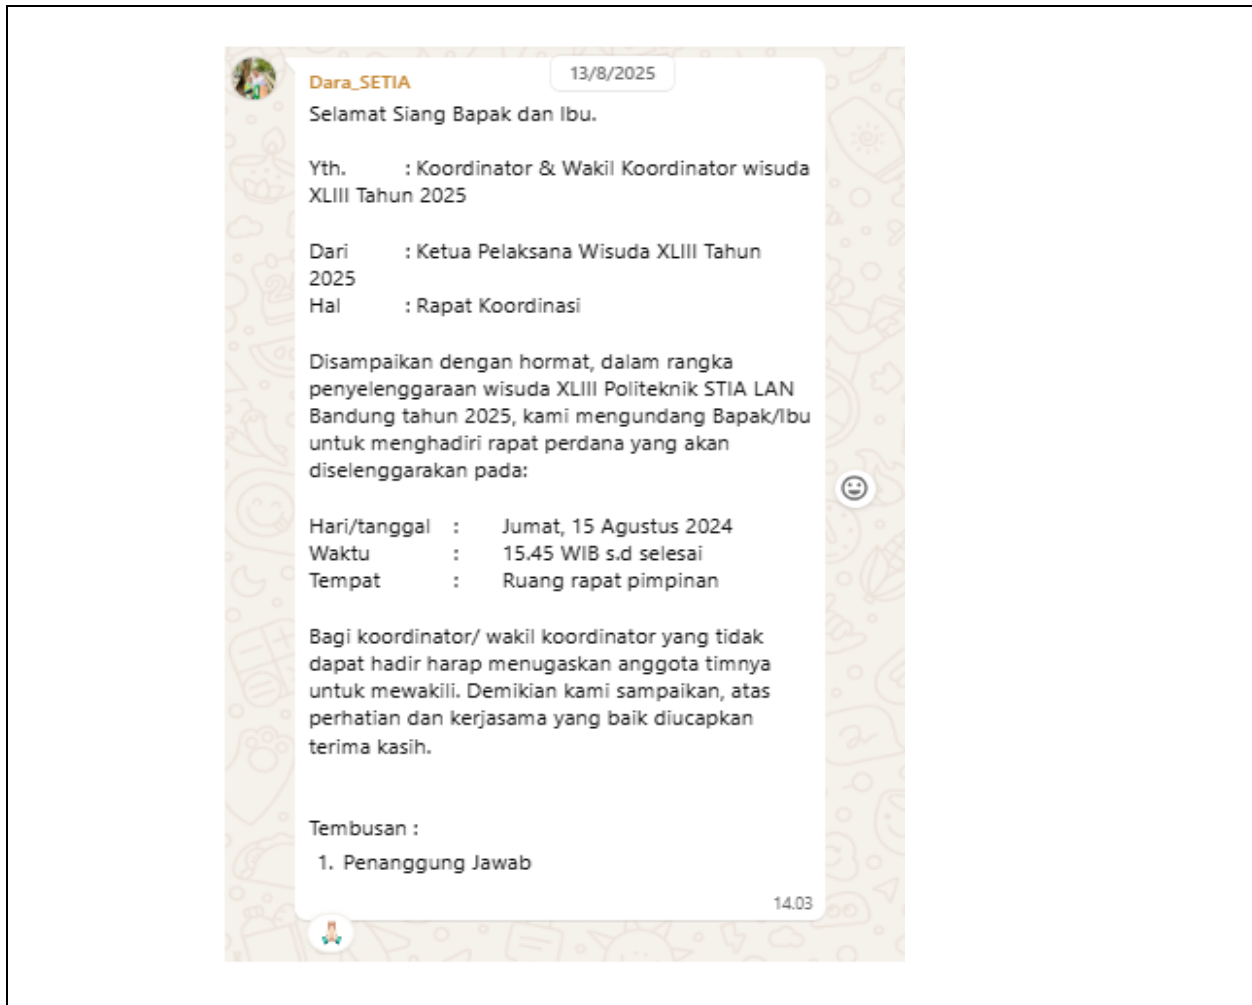 13/8/2025
Dara_SETIA
Selamat Siang Bapak dan Ibu.
Yth. : Koordinator & Wakil Koordinator wisuda
XLIII Tahun 2025
Dari : Ketua Pelaksana Wisuda XLIII Tahun
2025
Hal : Rapat Koordinasi
Disampaikan dengan hormat, dalam rangka
penyelenggaraan wisuda XLIII Politeknik STIA LAN
Bandung tahun 2025, kami mengundang Bapak/Ibu
untuk menghadiri rapat perdana yang akan
diselenggarakan pada:
Hari/tanggal : Jumat, 15 Agustus 2024
Waktu : 15.45 WIB s.d selesai
Tempat : Ruang rapat pimpinan
Bagi koordinator/ wakil koordinator yang tidak
dapat hadir harap menugaskan anggota timnya
untuk mewakili. Demikian kami sampaikan, atas
perhatian dan kerjasama yang baik diucapkan
terima kasih.
Tembusan :
1. Penanggung Jawab
14.03